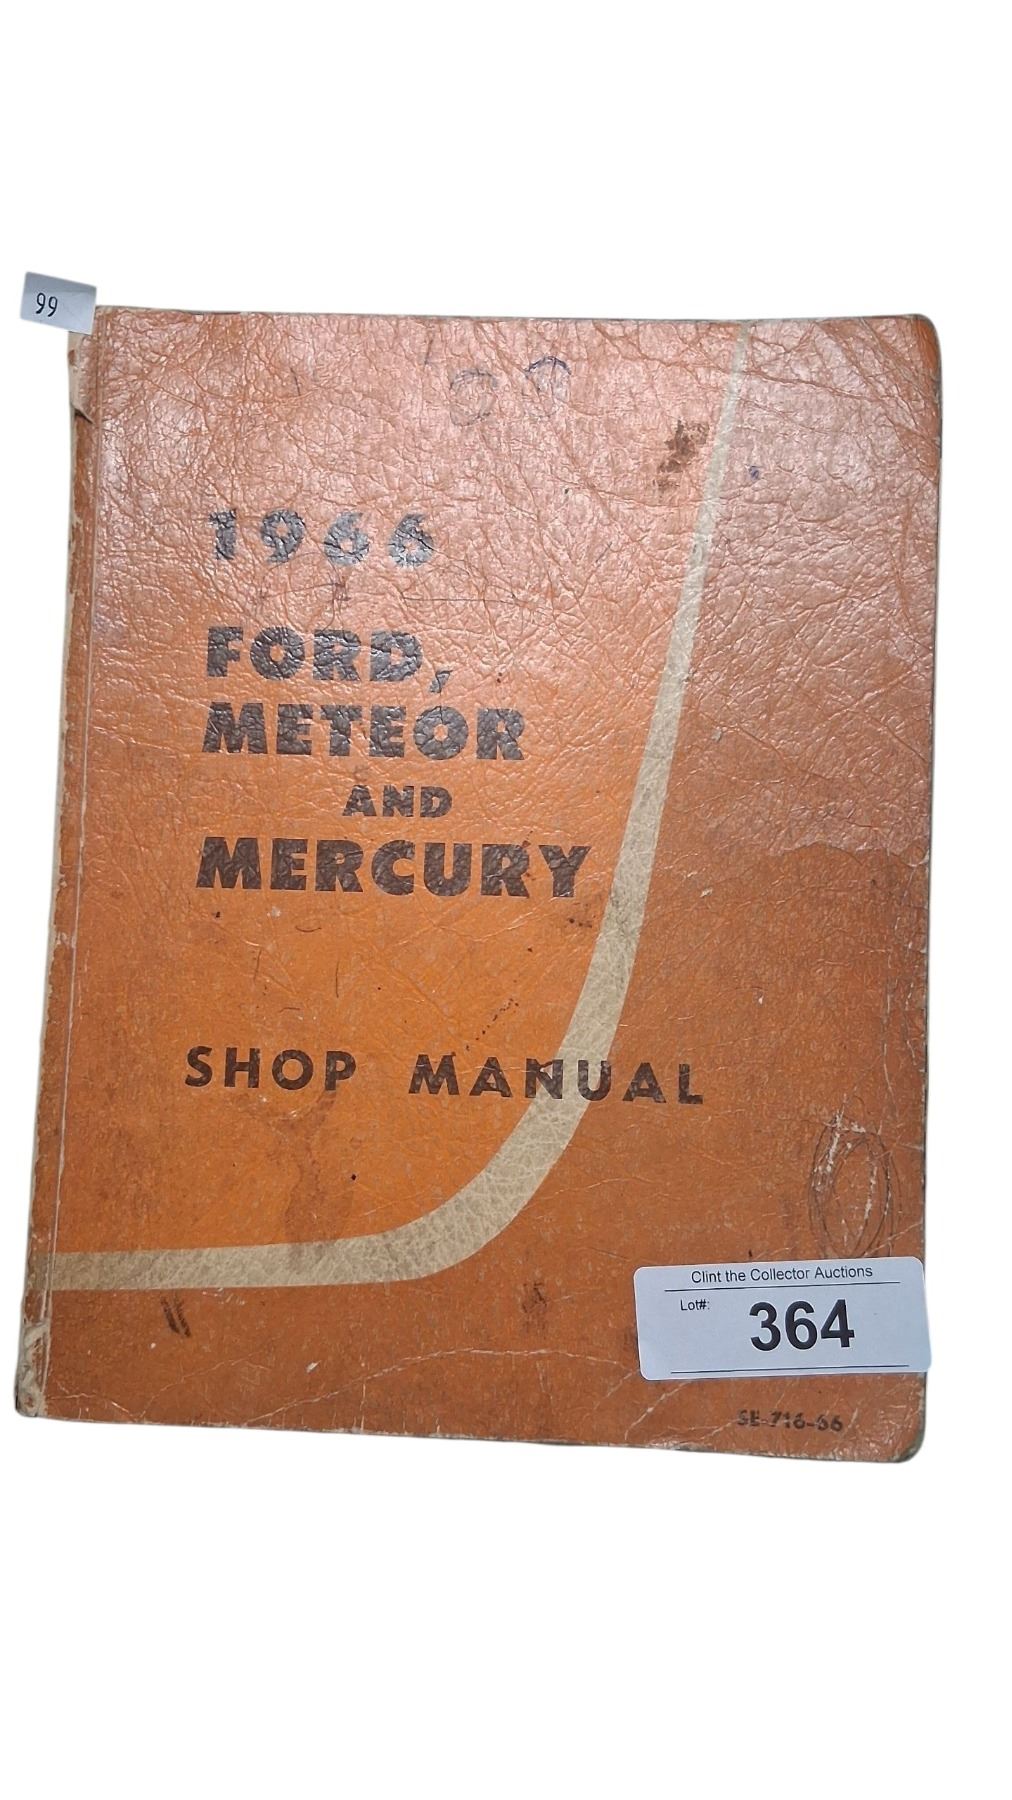 99
1966
FORD,
METEOR
AND
MERCURY
SHOP MANUAL
Clint the Collector Auctions
Lot#:
364
SE-716-66